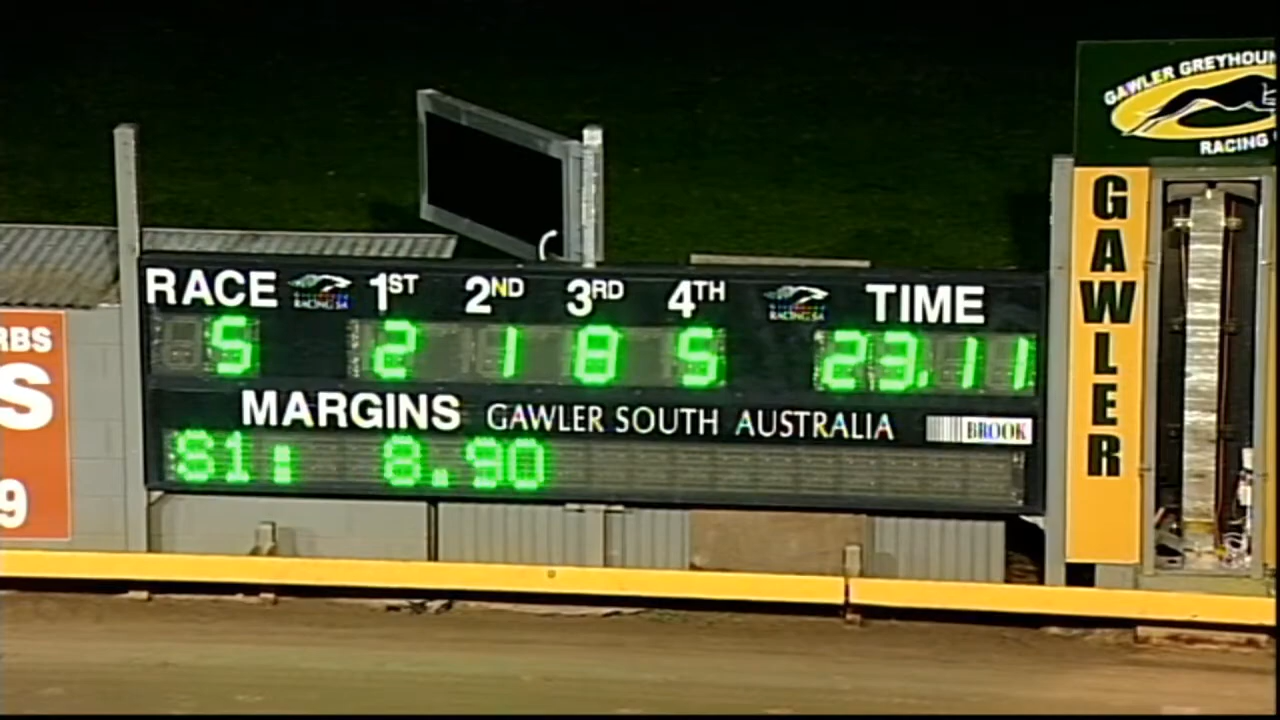 GAWLER GREYHOUN
RACING
GAWLER
RACE 1ST 2ND 3RD 4TH TIME
5 2 1 8 5 23.11
MARGINS GAWLER SOUTH AUSTRALIA BROOK
S1: 8.90
RBS
S
9